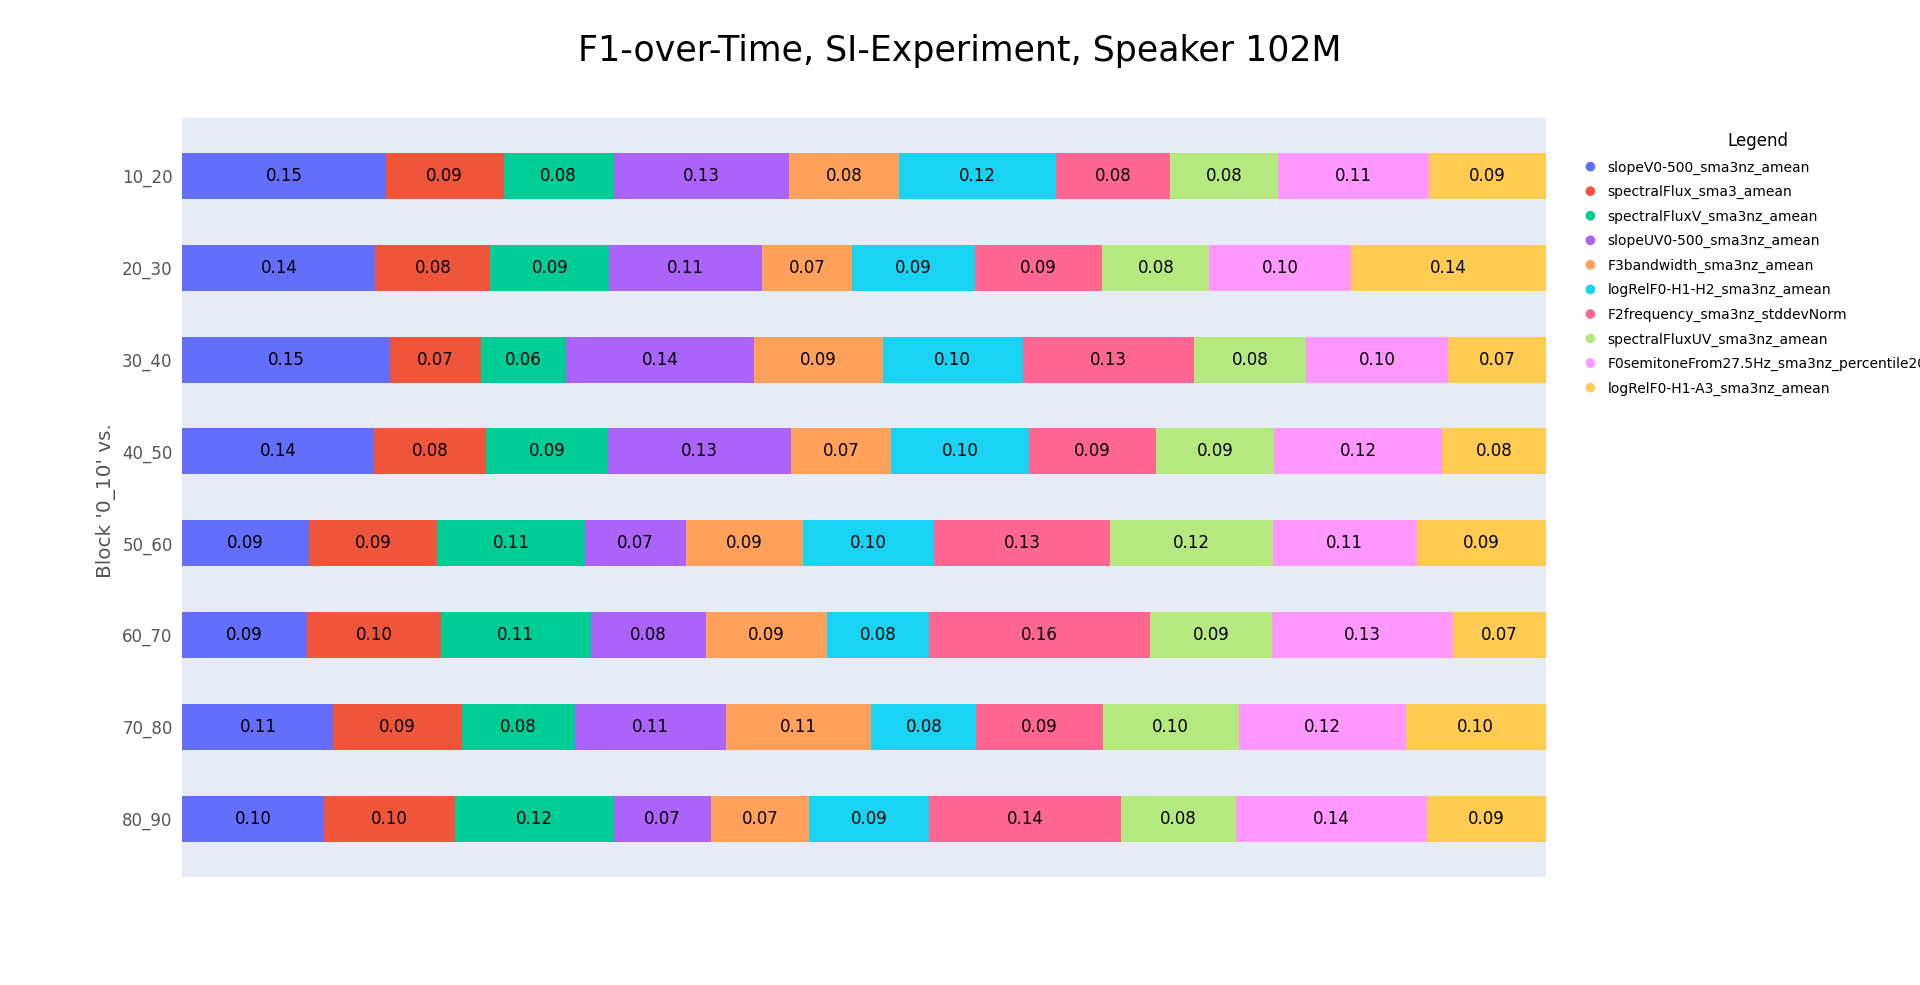 F1-over-Time, SI-Experiment, Speaker 102M
Block '0_10' vs.
10_20 0.15 0.09 0.08 0.13 0.08 0.12 0.08 0.08 0.11 0.09
20_30 0.14 0.08 0.09 0.11 0.07 0.09 0.09 0.08 0.10 0.14
30_40 0.15 0.07 0.06 0.14 0.09 0.10 0.13 0.08 0.10 0.07
40_50 0.14 0.08 0.09 0.13 0.07 0.10 0.09 0.09 0.12 0.08
50_60 0.09 0.09 0.11 0.07 0.09 0.10 0.13 0.12 0.11 0.09
60_70 0.09 0.10 0.11 0.08 0.09 0.08 0.16 0.09 0.13 0.07
70_80 0.11 0.09 0.08 0.11 0.11 0.08 0.09 0.10 0.12 0.10
80_90 0.10 0.10 0.12 0.07 0.07 0.09 0.14 0.08 0.14 0.09
Legend
slopeV0-500_sma3nz_amean
spectralFlux_sma3_amean
spectralFluxV_sma3nz_amean
slopeUV0-500_sma3nz_amean
F3bandwidth_sma3nz_amean
logRelF0-H1-H2_sma3nz_amean
F2frequency_sma3nz_stddevNorm
spectralFluxUV_sma3nz_amean
F0semitoneFrom27.5Hz_sma3nz_percentile20
logRelF0-H1-A3_sma3nz_amean